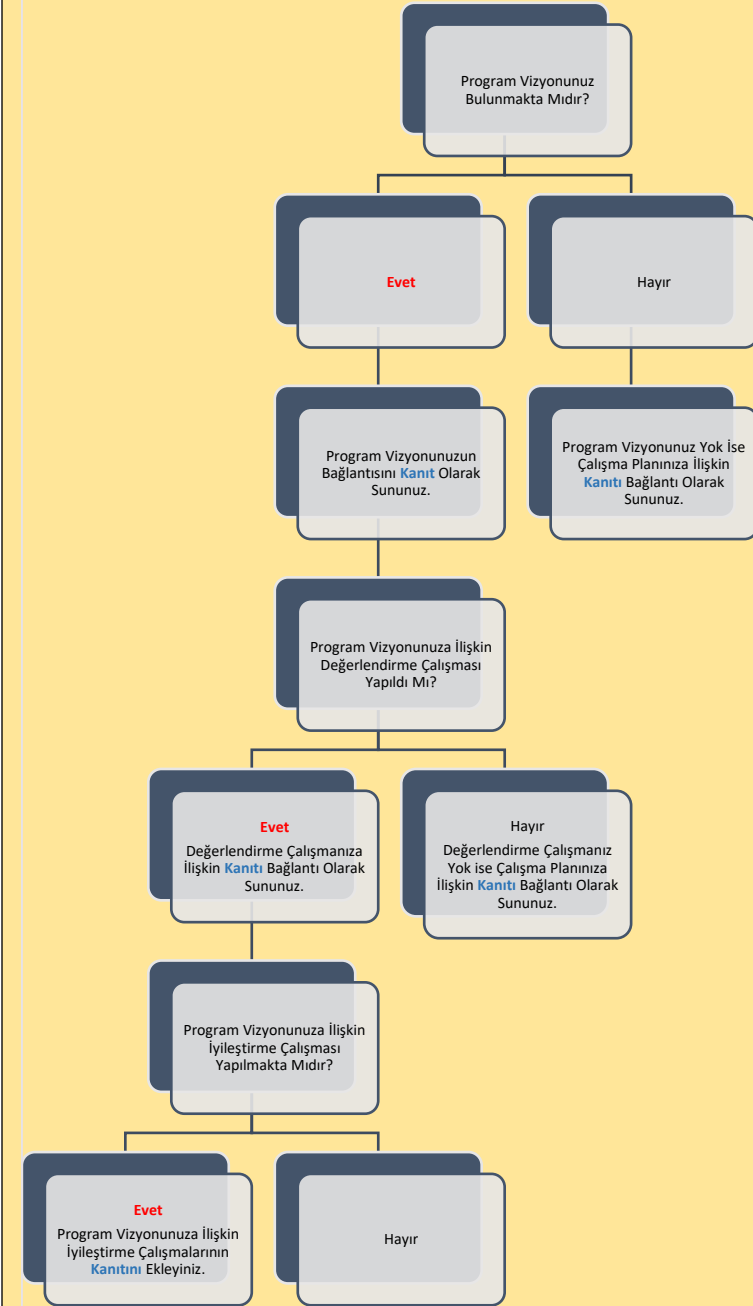 Program Vizyonunuz
Bulunmakta Mıdır?
Evet
Hayır
Program Vizyonunuzun
Bağlantısını Kanıt Olarak
Sununuz.
Program Vizyonunuz Yok İse
Çalışma Planınıza İlişkin
Kanıtı Bağlantı Olarak
Sununuz.
Program Vizyonunuza İlişkin
Değerlendirme Çalışması
Yapıldı Mı?
Evet
Değerlendirme Çalışmanıza
İlişkin Kanıtı Bağlantı Olarak
Sununuz.
Hayır
Değerlendirme Çalışmanız
Yok ise Çalışma Planınıza
İlişkin Kanıtı Bağlantı Olarak
Sununuz.
Program Vizyonunuza İlişkin
İyileştirme Çalışması
Yapılmakta Mıdır?
Evet
Program Vizyonunuza İlişkin
İyileştirme Çalışmalarının
Kanıtını Ekleyiniz.
Hayır